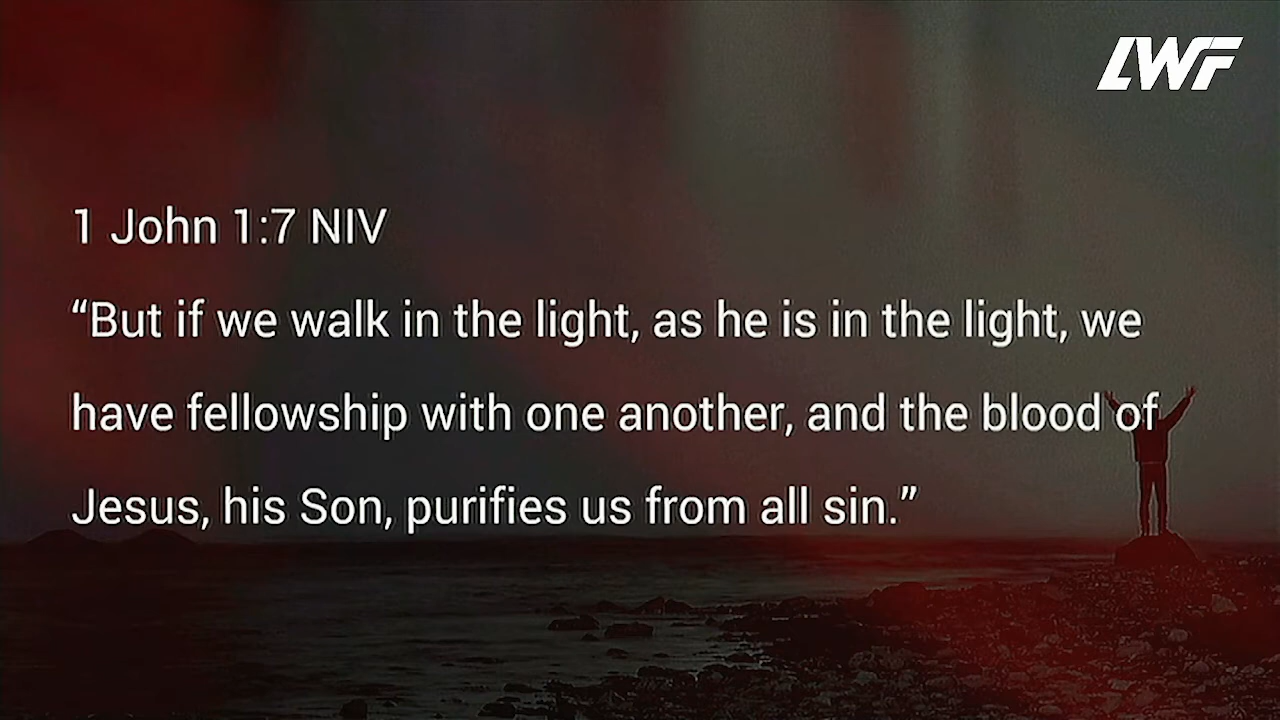 LWF
1 John 1:7 NIV
“But if we walk in the light, as he is in the light, we
have fellowship with one another, and the blood of
Jesus, his Son, purifies us from all sin.”